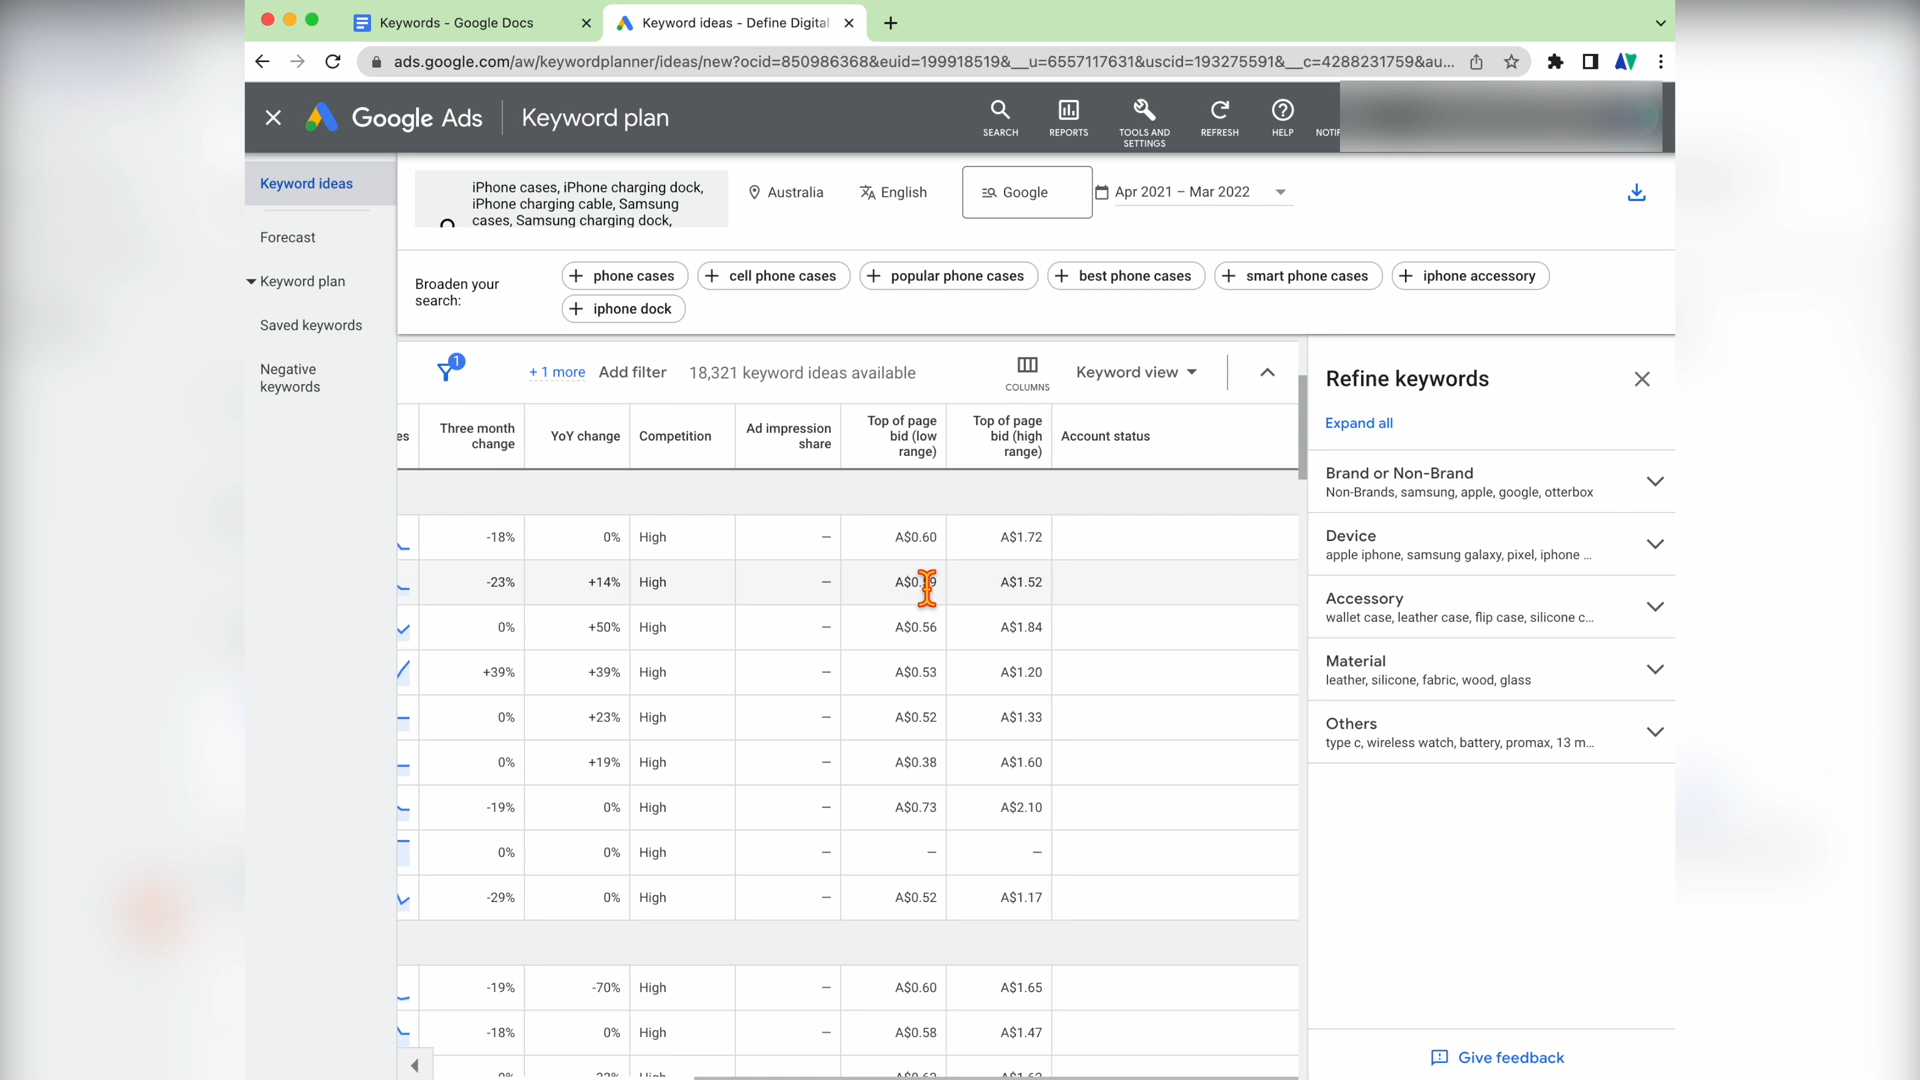 Keywords - Google Docs
Keyword ideas - Define Digital
ads.google.com/aw/keywordplanner/ideas/new?ocid=850986368&euid=199918519&__u=6557117631&uscid=193275591&__c=4288231759&au...
Google Ads
Keyword plan
SEARCH
REPORTS
TOOLS AND
SETTINGS
REFRESH
HELP
Keyword ideas
Forecast
Keyword plan
Saved keywords
Negative
keywords
iPhone cases, iPhone charging dock,
iPhone charging cable, Samsung
cases, Samsung charging dock,
Australia
English
Google
Apr 2021 – Mar 2022
Broaden your
search:
phone cases
cell phone cases
popular phone cases
best phone cases
smart phone cases
iphone accessory
iphone dock
1
+ 1 more
Add filter
18,321 keyword ideas available
COLUMNS
Keyword view
es
Three month
change
YoY change
Competition
Ad impression
share
Top of page
bid (low
range)
Top of page
bid (high
range)
Account status
-18% 0% High – A$0.60 A$1.72
-23% +14% High – A$1.52
0% +50% High – A$0.56 A$1.84
+39% +39% High – A$0.53 A$1.20
0% +23% High – A$0.52 A$1.33
0% +19% High – A$0.38 A$1.60
-19% 0% High – A$0.73 A$2.10
0% 0% High – – –
-29% 0% High – A$0.52 A$1.17
-19% -70% High – A$0.60 A$1.65
-18% 0% High – A$0.58 A$1.47
Refine keywords
Expand all
Brand or Non-Brand
Non-Brands, samsung, apple, google, otterbox
Device
apple iphone, samsung galaxy, pixel, iphone ...
Accessory
wallet case, leather case, flip case, silicone c...
Material
leather, silicone, fabric, wood, glass
Others
type c, wireless watch, battery, promax, 13 m...
Give feedback